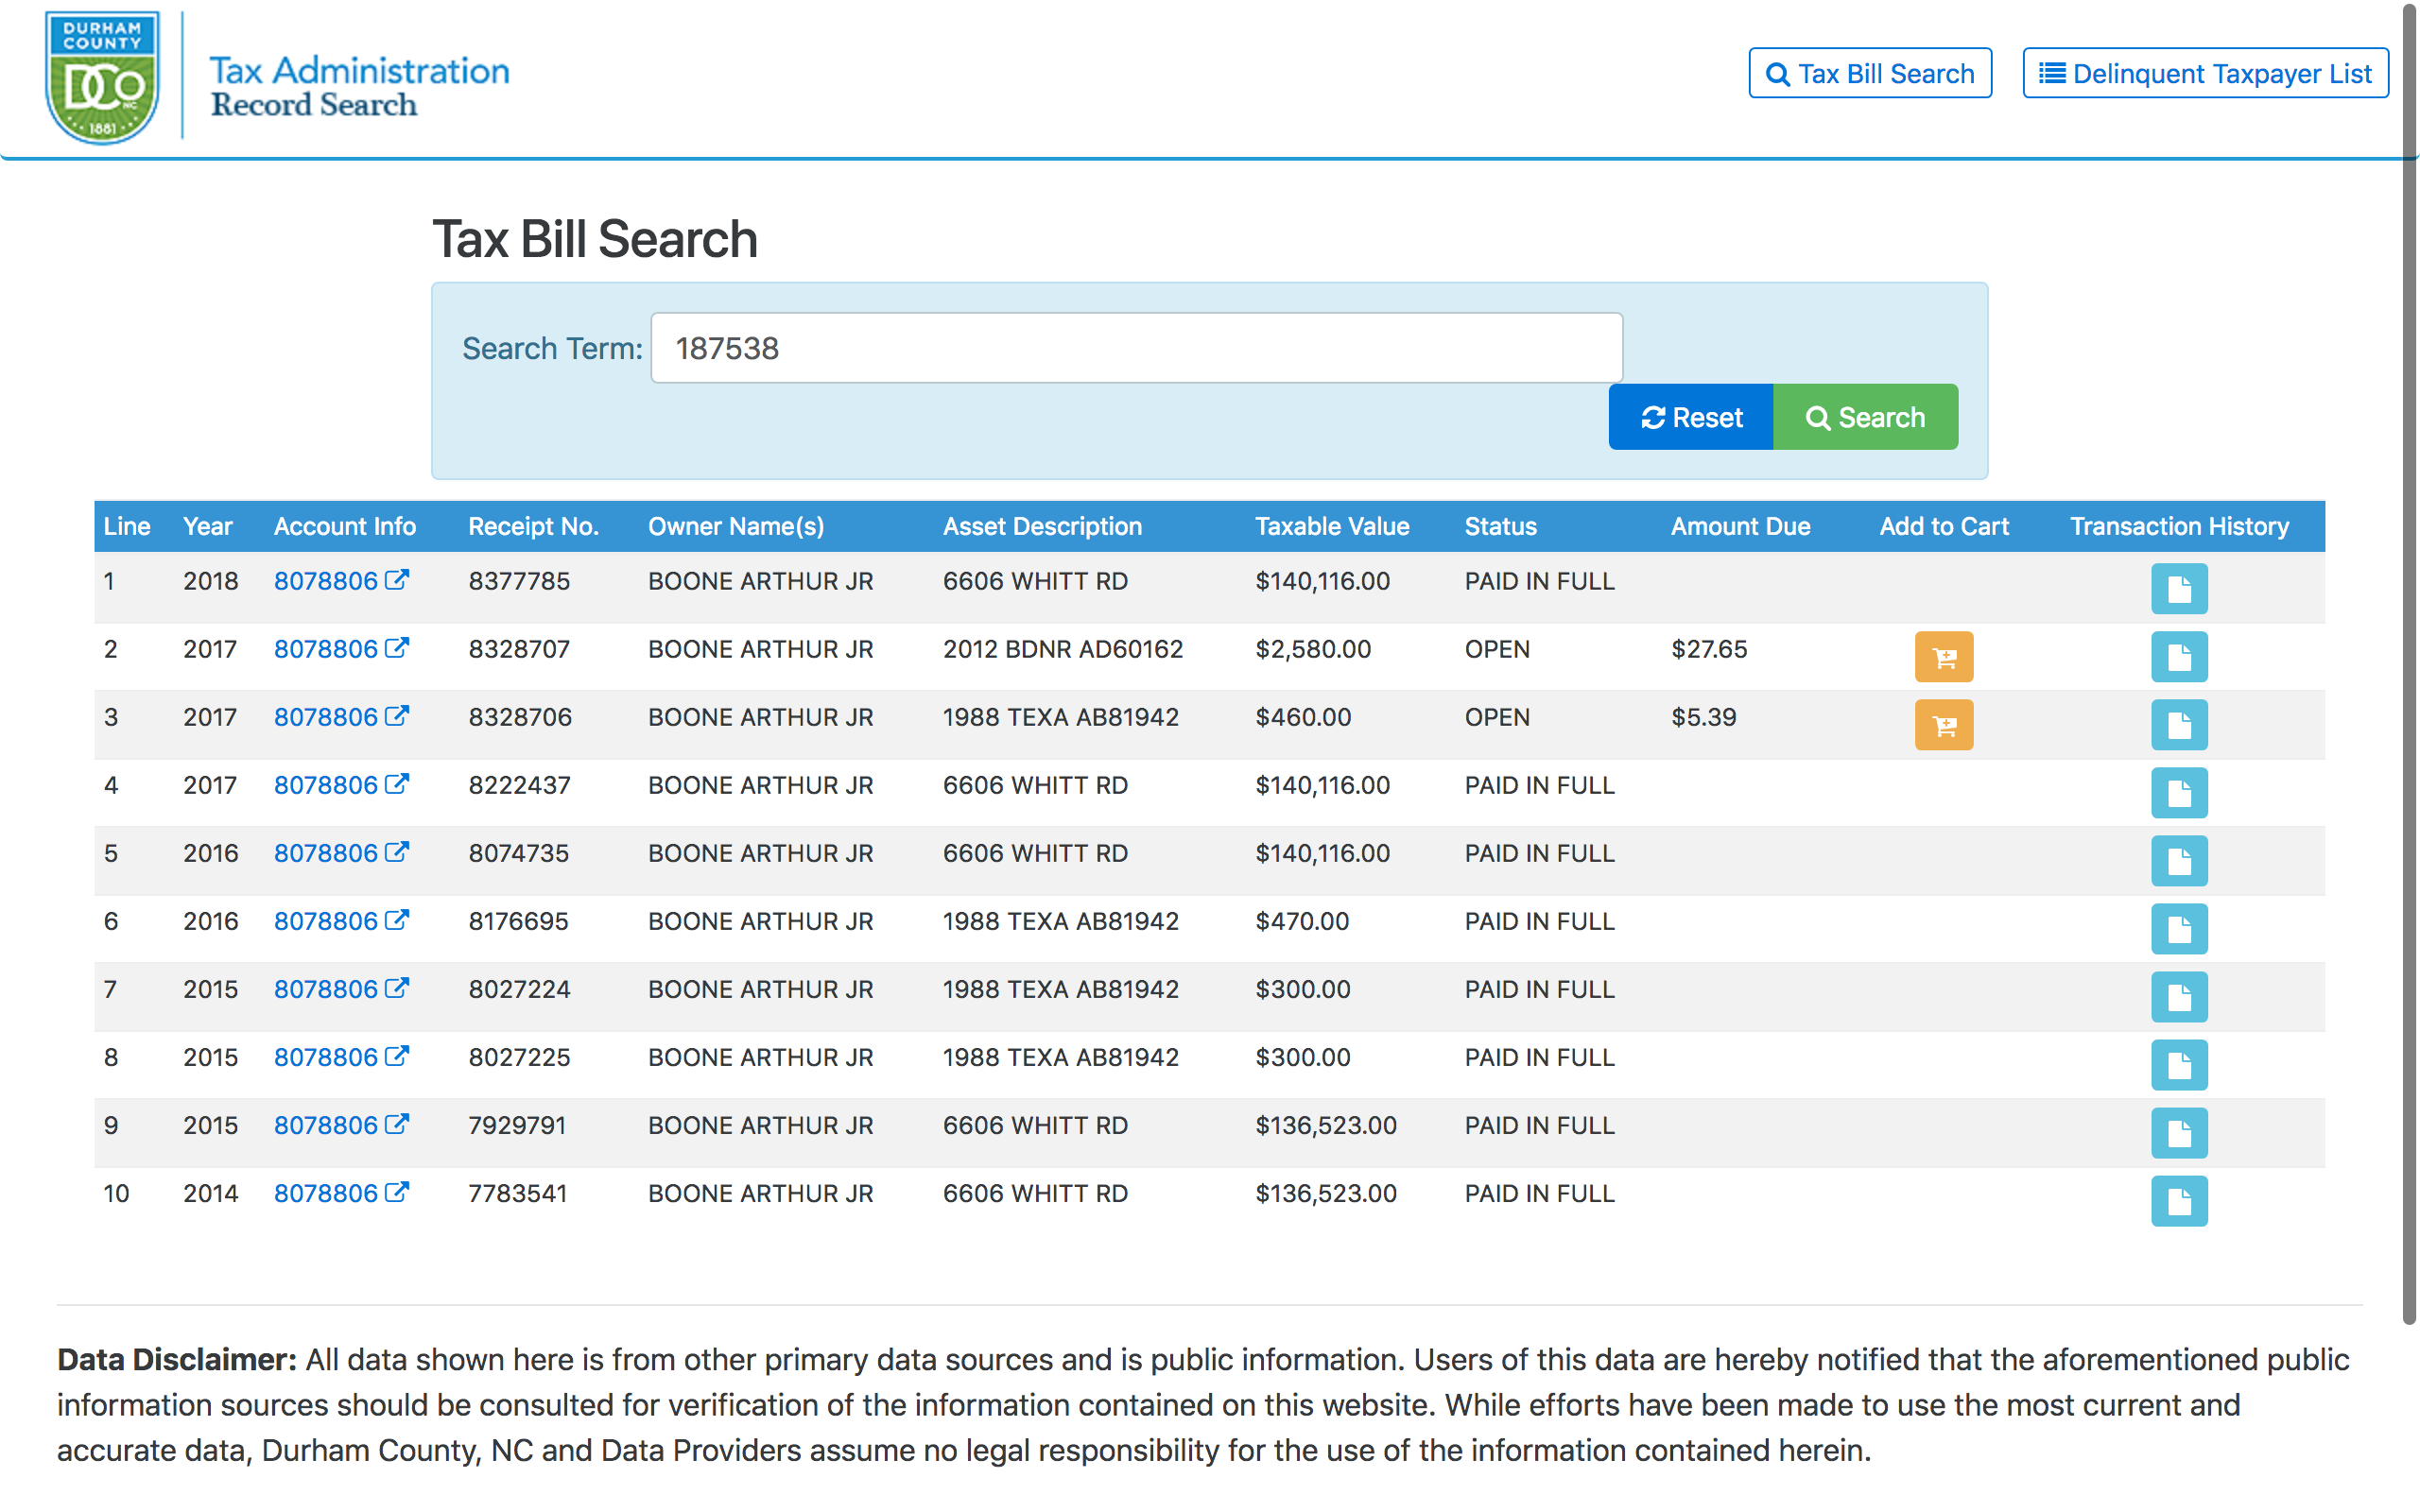 DURHAM
COUNTY
DCo
NC
1881
Tax Administration
Record Search
Tax Bill Search
Delinquent Taxpayer List
Tax Bill Search
Search Term: 187538
Reset Search
Line Year Account Info Receipt No. Owner Name(s) Asset Description Taxable Value Status Amount Due Add to Cart Transaction History
1 2018 8078806 8377785 BOONE ARTHUR JR 6606 WHITT RD $140,116.00 PAID IN FULL
2 2017 8078806 8328707 BOONE ARTHUR JR 2012 BDNR AD60162 $2,580.00 OPEN $27.65
3 2017 8078806 8328706 BOONE ARTHUR JR 1988 TEXA AB81942 $460.00 OPEN $5.39
4 2017 8078806 8222437 BOONE ARTHUR JR 6606 WHITT RD $140,116.00 PAID IN FULL
5 2016 8078806 8074735 BOONE ARTHUR JR 6606 WHITT RD $140,116.00 PAID IN FULL
6 2016 8078806 8176695 BOONE ARTHUR JR 1988 TEXA AB81942 $470.00 PAID IN FULL
7 2015 8078806 8027224 BOONE ARTHUR JR 1988 TEXA AB81942 $300.00 PAID IN FULL
8 2015 8078806 8027225 BOONE ARTHUR JR 1988 TEXA AB81942 $300.00 PAID IN FULL
9 2015 8078806 7929791 BOONE ARTHUR JR 6606 WHITT RD $136,523.00 PAID IN FULL
10 2014 8078806 7783541 BOONE ARTHUR JR 6606 WHITT RD $136,523.00 PAID IN FULL
Data Disclaimer: All data shown here is from other primary data sources and is public information. Users of this data are hereby notified that the aforementioned public
information sources should be consulted for verification of the information contained on this website. While efforts have been made to use the most current and
accurate data, Durham County, NC and Data Providers assume no legal responsibility for the use of the information contained herein.